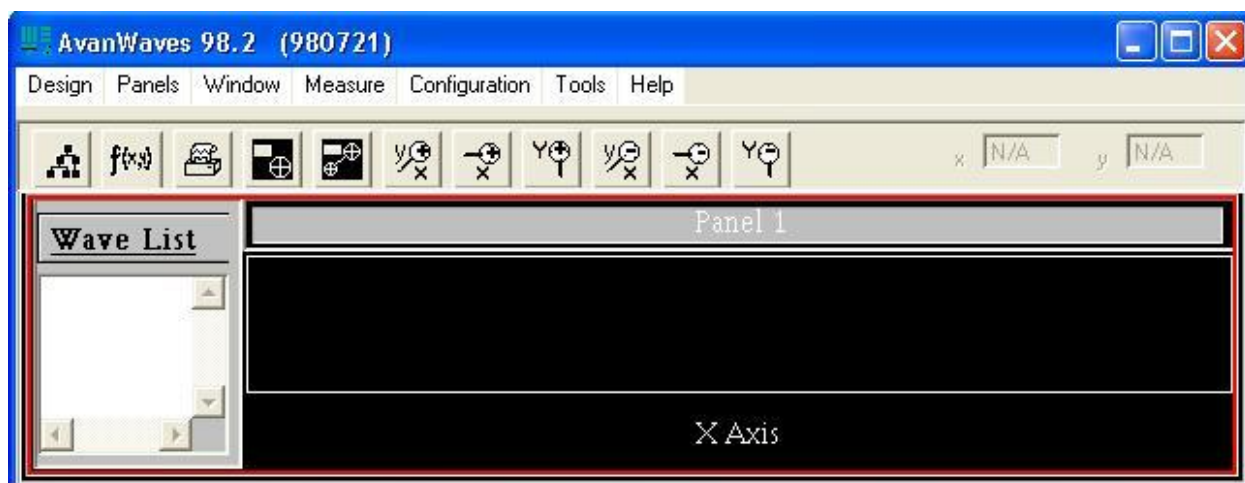 AvanWaves 98.2 (980721)
Design Panels Window Measure Configuration Tools Help
f(x,y) y x x Y y x x Y x N/A y N/A
Wave List
Panel 1
X Axis